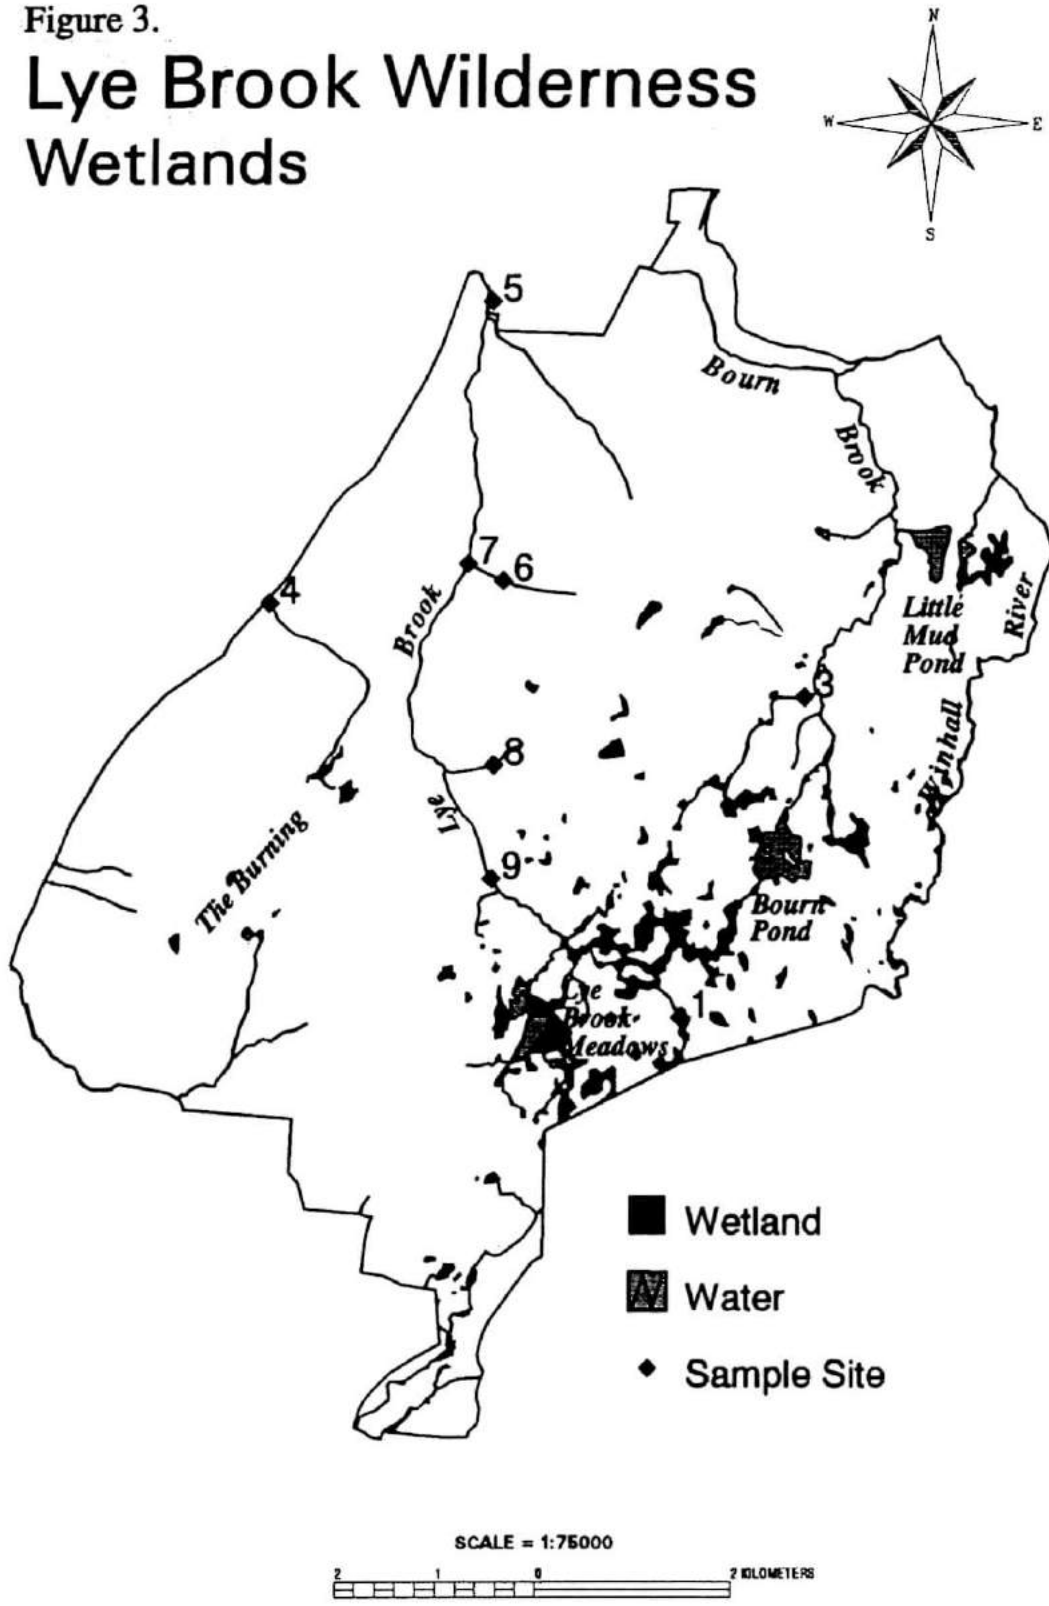 Figure 3.
Lye Brook Wilderness
Wetlands
N
W
E
S
5
Bourn
Brook
7
6
4
Brook
Little
Mud
Pond
River
3
Winhall
8
Lye
The Burning
9
Bourn
Pond
Lye
Brook
Meadows
1
Wetland
Water
Sample Site
SCALE = 1:75000
2 1 0 2 KILOMETERS